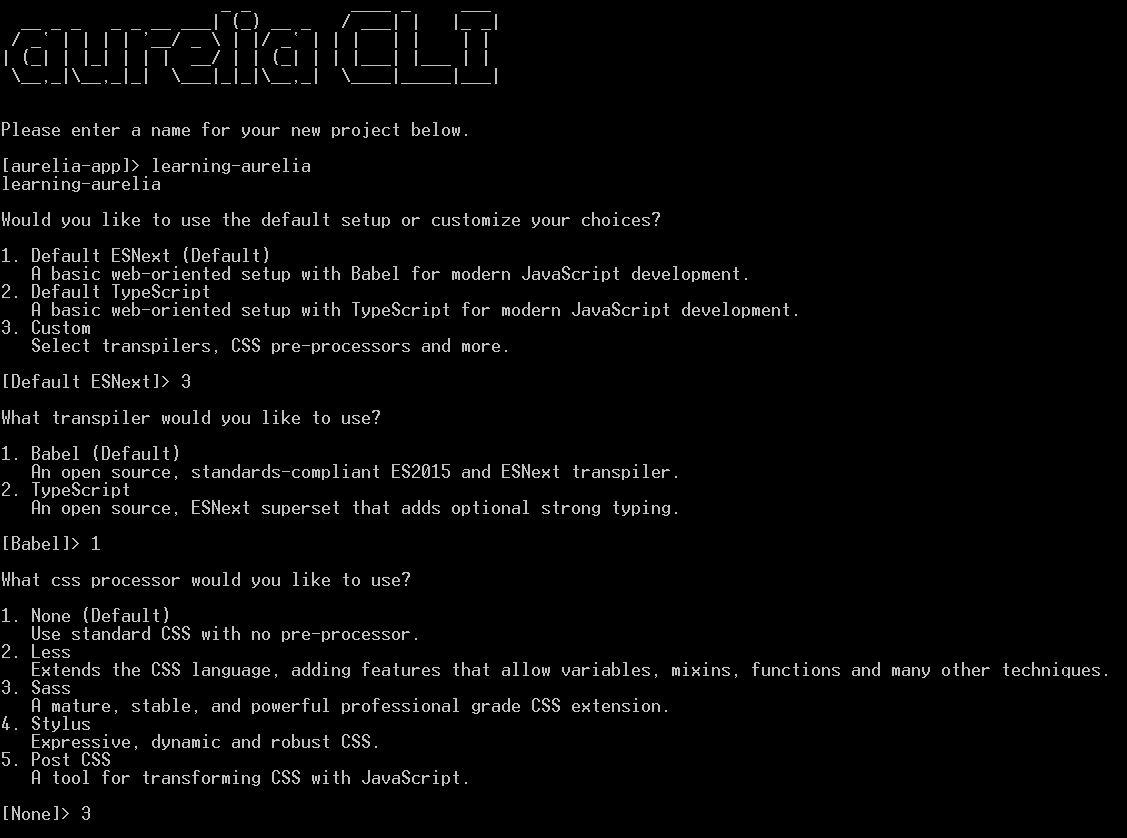 aurelia CLI
Please enter a name for your new project below.
[aurelia-app]> learning-aurelia
learning-aurelia
Would you like to use the default setup or customize your choices?
1. Default ESNext (Default)
A basic web-oriented setup with Babel for modern JavaScript development.
2. Default TypeScript
A basic web-oriented setup with TypeScript for modern JavaScript development.
3. Custom
Select transpilers, CSS pre-processors and more.
[Default ESNext]> 3
What transpiler would you like to use?
1. Babel (Default)
An open source, standards-compliant ES2015 and ESNext transpiler.
2. TypeScript
An open source, ESNext superset that adds optional strong typing.
[Babel]> 1
What css processor would you like to use?
1. None (Default)
Use standard CSS with no pre-processor.
2. Less
Extends the CSS language, adding features that allow variables, mixins, functions and many other techniques.
3. Sass
A mature, stable, and powerful professional grade CSS extension.
4. Stylus
Expressive, dynamic and robust CSS.
5. Post CSS
A tool for transforming CSS with JavaScript.
[None]> 3